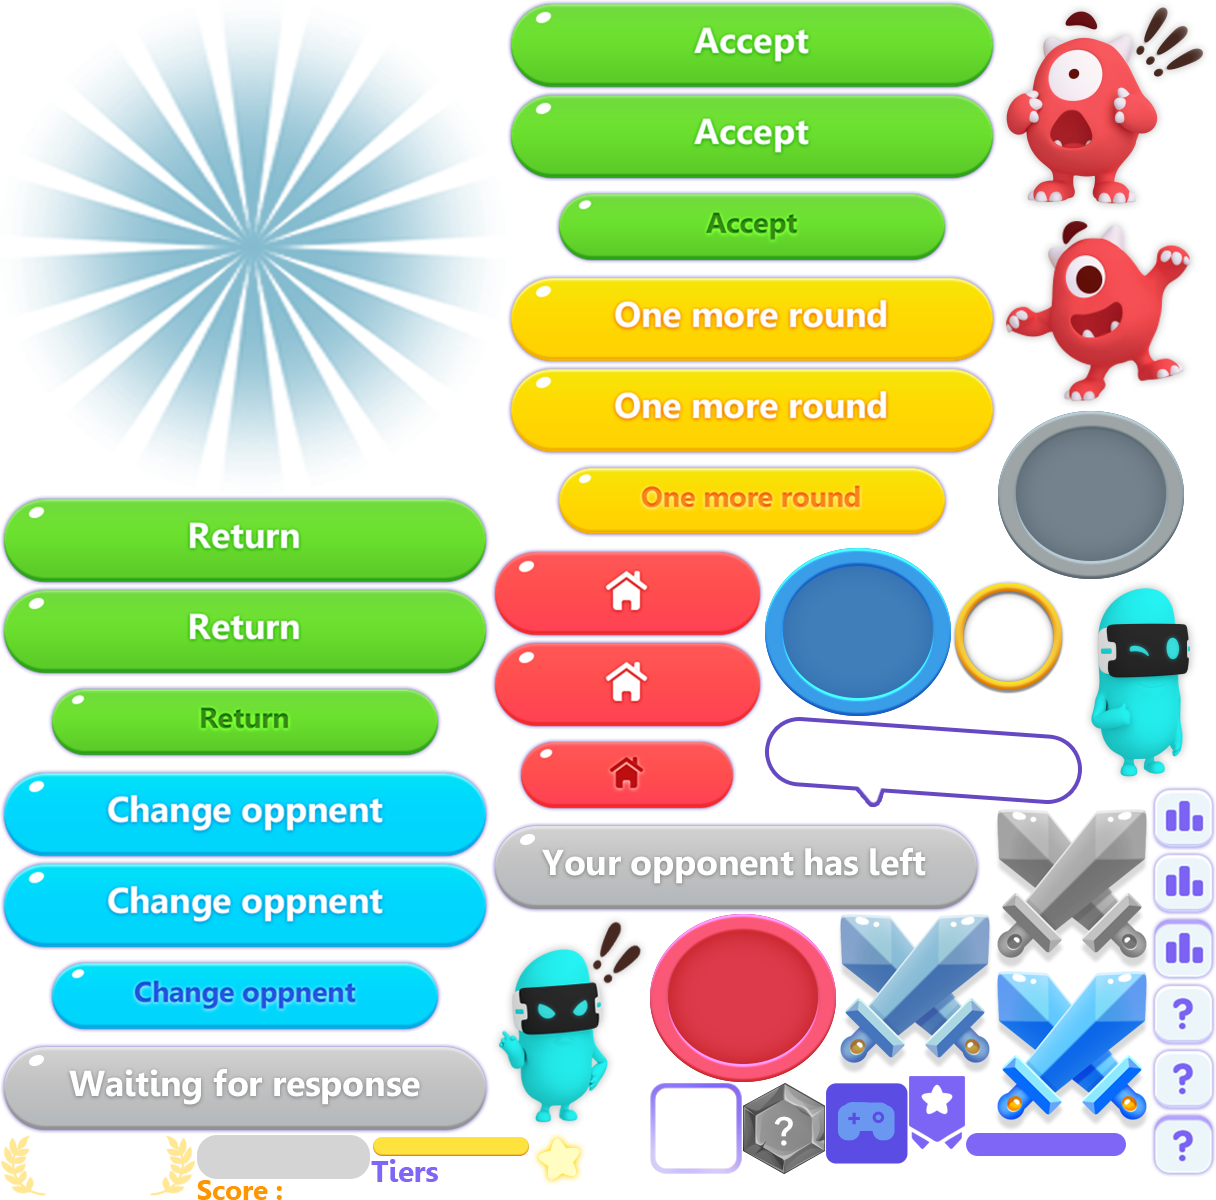 Accept
Accept
Accept
One more round
One more round
One more round
Return
Return
Return
Change oppnent
Change oppnent
Change oppnent
Your opponent has left
Waiting for response
Tiers
Score :
?
?
?
?